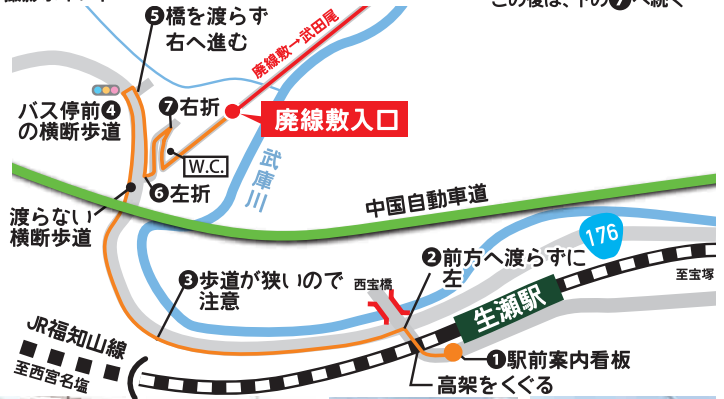 この後は、下の❼へ続く
❺橋を渡らず
右へ進む
廃線敷→武田尾
バス停前❹
の横断歩道
❼右折
廃線敷入口
W.C.
武庫川
❻左折
中国自動車道
渡らない
横断歩道
176
❷前方へ渡らずに
左
西宝橋
❸歩道が狭いので
注意
至宝塚
生瀬駅
JR福知山線
至西宮名塩
❶駅前案内看板
高架をくぐる